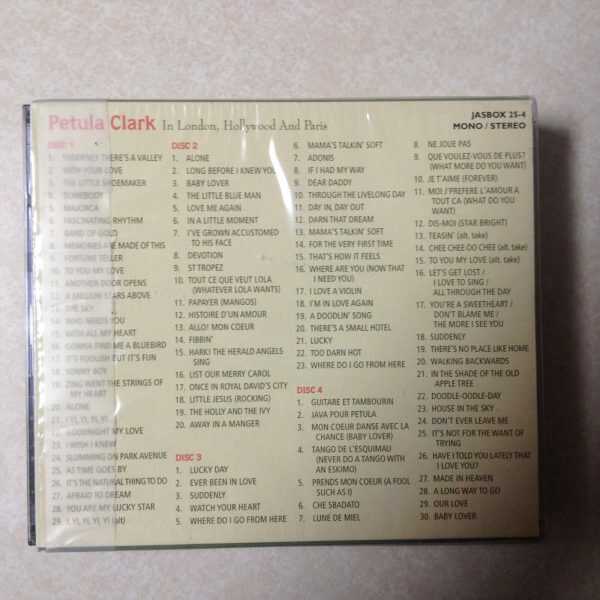 Petula Clark In London, Hollywood And Paris
JASBOX 25-4
MONO / STEREO
DISC 1
1. SUDDENLY THERE'S A VALLEY
2. WITH YOUR LOVE
3. THE LITTLE SHOEMAKER
4. SOMEBODY
5. MAJORCA
6. FASCINATING RHYTHM
7. BAND OF GOLD
8. MEMORIES ARE MADE OF THIS
9. FORTUNE TELLER
10. TO YOU MY LOVE
11. ANOTHER DOOR OPENS
12. A MILLION STARS ABOVE
13. THE SKY
14. WHO NEEDS YOU
15. WITH ALL MY HEART
16. GONNA FIND ME A BLUEBIRD
17. IT'S FOOLISH BUT IT'S FUN
18. SONNY BOY
19. ZING WENT THE STRINGS OF
MY HEART
20. ALONE
21. I YI, YI, YI, YI
22. GOODNIGHT MY LOVE
23. I WISH I KNEW
24. SLUMMING ON PARK AVENUE
25. AS TIME GOES BY
26. IT'S THE NATURAL THING TO DO
27. AFRAID TO DREAM
28. YOU ARE MY LUCKY STAR
29. I, YI, YI, YI, YI (alt)
DISC 2
1. ALONE
2. LONG BEFORE I KNEW YOU
3. BABY LOVER
4. THE LITTLE BLUE MAN
5. LOVE ME AGAIN
6. IN A LITTLE MOMENT
7. I'VE GROWN ACCUSTOMED
TO HIS FACE
8. DEVOTION
9. ST TROPEZ
10. TOUT CE QUE VEUT LOLA
(WHATEVER LOLA WANTS)
11. PAPAYER (MANGOS)
12. HISTOIRE D'UN AMOUR
13. ALLO! MON COEUR
14. FIBBIN'
15. HARK! THE HERALD ANGELS
SING
16. LIST OUR MERRY CAROL
17. ONCE IN ROYAL DAVID'S CITY
18. LITTLE JESUS (ROCKING)
19. THE HOLLY AND THE IVY
20. AWAY IN A MANGER
DISC 3
1. LUCKY DAY
2. EVER BEEN IN LOVE
3. SUDDENLY
4. WATCH YOUR HEART
5. WHERE DO I GO FROM HERE
6. MAMA'S TALKIN' SOFT
7. ADONIS
8. IF I HAD MY WAY
9. DEAR DADDY
10. THROUGH THE LIVELONG DAY
11. DAY IN, DAY OUT
12. DARN THAT DREAM
13. MAMA'S TALKIN' SOFT
14. FOR THE VERY FIRST TIME
15. THAT'S HOW IT FEELS
16. WHERE ARE YOU (NOW THAT
I NEED YOU)
17. I LOVE A VIOLIN
18. I'M IN LOVE AGAIN
19. A DOODLIN' SONG
20. THERE'S A SMALL HOTEL
21. LUCKY
22. TOO DARN HOT
23. WHERE DO I GO FROM HERE
DISC 4
1. GUITARE ET TAMBOURIN
2. JAVA POUR PETULA
3. MON COEUR DANSE AVEC LA
CHANCE (BABY LOVER)
4. TANGO DE L'ESQUIMAU
(NEVER DO A TANGO WITH
AN ESKIMO)
5. PRENDS MON COEUR (A FOOL
SUCH AS I)
6. CHE SBADATO
7. LUNE DE MIEL
8. NE JOUE PAS
9. QUE VOULEZ-VOUS DE PLUS?
(WHAT MORE DO YOU WANT)
10. JE T'AIME (FOREVER)
11. MOI J'PREFERE L'AMOUR A
TOUT CA (WHAT DO YOU
WANT)
12. DIS-MOI (STAR BRIGHT)
13. TEASIN' (alt. take)
14. CHEE CHEE OO CHEE (alt. take)
15. TO YOU MY LOVE (alt. take)
16. LET'S GET LOST /
I LOVE TO SING /
ALL THROUGH THE DAY
17. YOU'RE A SWEETHEART /
DON'T BLAME ME /
THE MORE I SEE YOU
18. SUDDENLY
19. THERE'S NO PLACE LIKE HOME
20. WALKING BACKWARDS
21. IN THE SHADE OF THE OLD
APPLE TREE
22. DOODLE-OODLE-DAY
23. HOUSE IN THE SKY
24. DON'T EVER LEAVE ME
25. IT'S NOT FOR THE WANT OF
TRYING
26. HAVE I TOLD YOU LATELY THAT
I LOVE YOU?
27. MADE IN HEAVEN
28. A LONG WAY TO GO
29. OUR LOVE
30. BABY LOVER